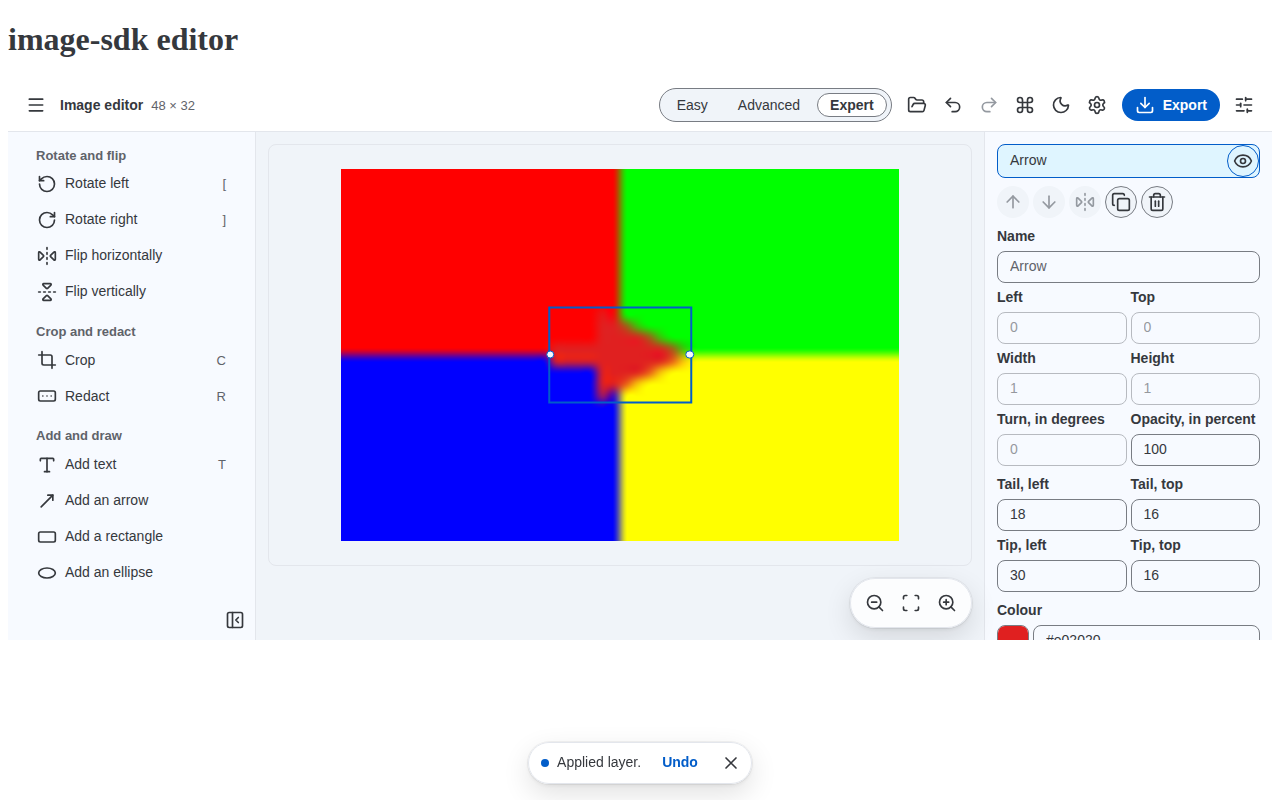 image-sdk editor
Image editor 48 × 32
Easy Advanced Expert
Export
Rotate and flip
Rotate left [
Rotate right ]
Flip horizontally
Flip vertically
Crop and redact
Crop C
Redact R
Add and draw
Add text T
Add an arrow
Add a rectangle
Add an ellipse
Arrow
Name
Arrow
Left Top
0 0
Width Height
1 1
Turn, in degrees Opacity, in percent
0 100
Tail, left Tail, top
18 16
Tip, left Tip, top
30 16
Colour
#e02020
Applied layer. Undo